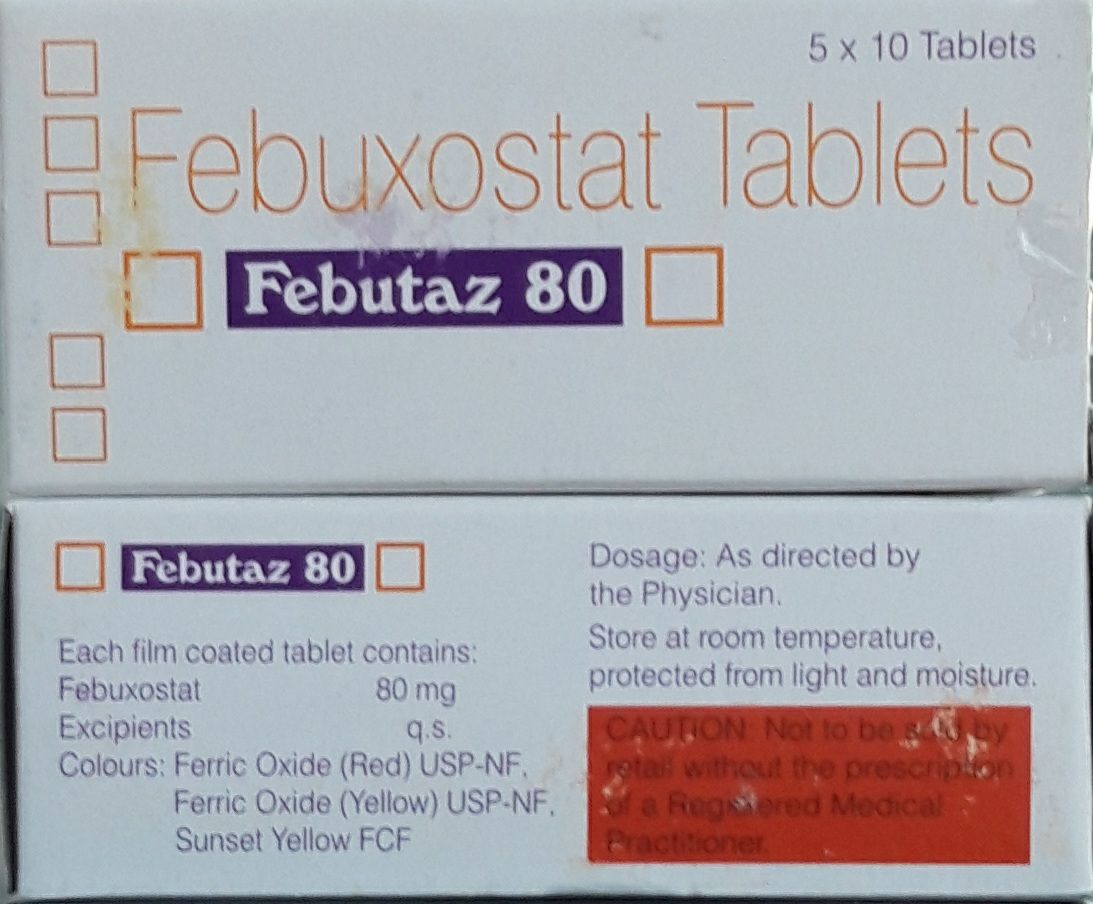 5 x 10 Tablets
Febuxostat Tablets
Febutaz 80
Febutaz 80
Each film coated tablet contains:
Febuxostat 80 mg
Excipients q.s.
Colours: Ferric Oxide (Red) USP-NF,
Ferric Oxide (Yellow) USP-NF,
Sunset Yellow FCF
Dosage: As directed by
the Physician.
Store at room temperature,
protected from light and moisture.
CAUTION: Not to be sold by
retail without the prescription
of a Registered Medical
Practitioner.